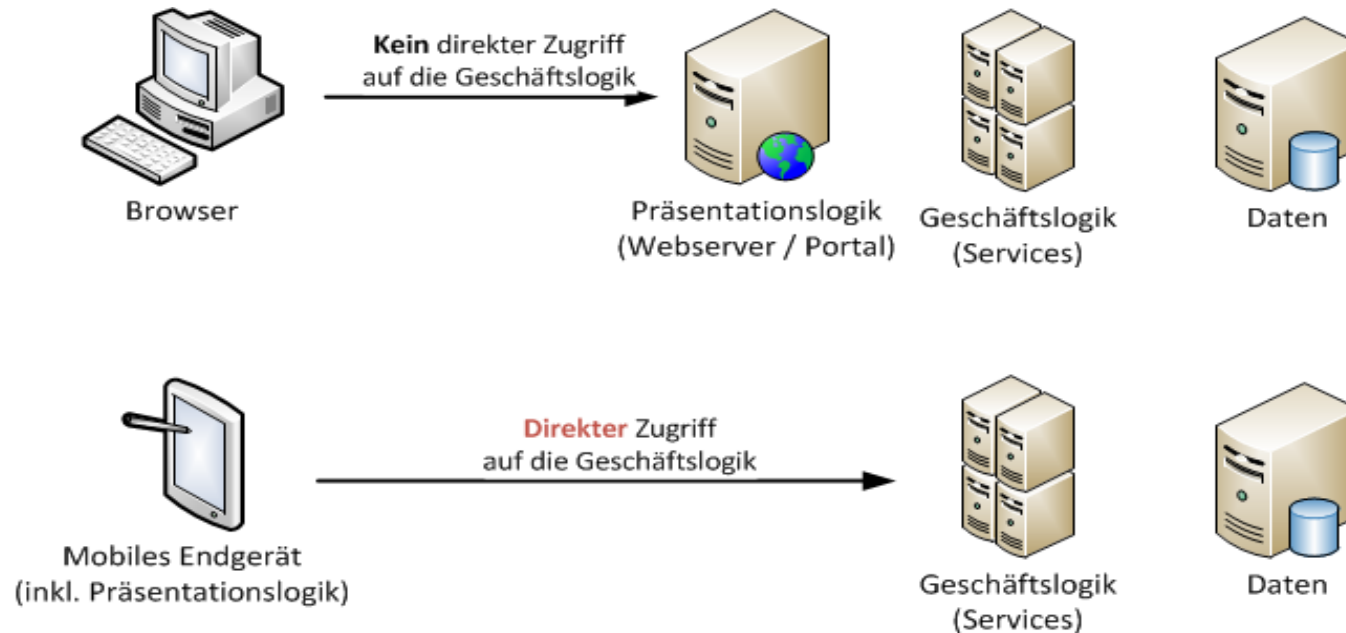 Kein direkter Zugriff
auf die Geschäftslogik
Browser
Präsentationslogik
(Webserver / Portal)
Geschäftslogik
(Services)
Daten
Direkter Zugriff
auf die Geschäftslogik
Mobiles Endgerät
(inkl. Präsentationslogik)
Geschäftslogik
(Services)
Daten